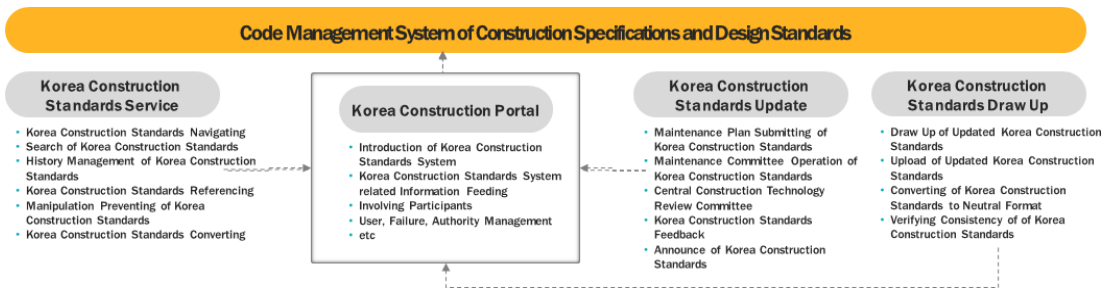 Code Management System of Construction Specifications and Design Standards
Korea Construction
Standards Service
• Korea Construction Standards Navigating
• Search of Korea Construction Standards
• History Management of Korea Construction
Standards
• Korea Construction Standards Referencing
• Manipulation Preventing of Korea
Construction Standards
• Korea Construction Standards Converting
Korea Construction Portal
• Introduction of Korea Construction
Standards System
• Korea Construction Standards System
related Information Feeding
• Involving Participants
• User, Failure, Authority Management
• etc
Korea Construction
Standards Update
• Maintenance Plan Submitting of
Korea Construction Standards
• Maintenance Committee Operation of
Korea Construction Standards
• Central Construction Technology
Review Committee
• Korea Construction Standards
Feedback
• Announce of Korea Construction
Standards
Korea Construction
Standards Draw Up
• Draw Up of Updated Korea Construction
Standards
• Upload of Updated Korea Construction
Standards
• Converting of Korea Construction
Standards to Neutral Format
• Verifying Consistency of of Korea
Construction Standards